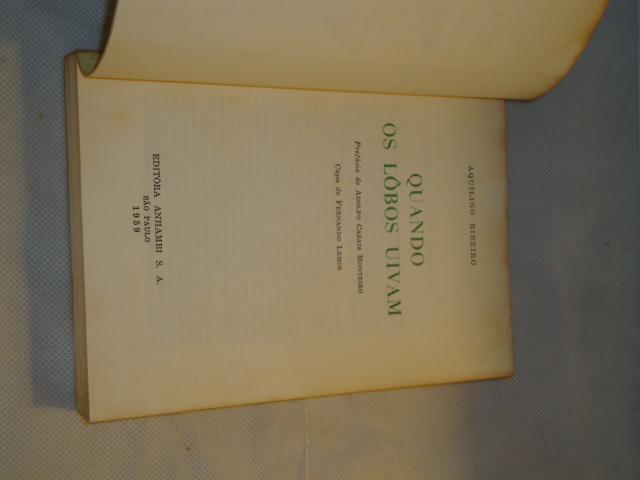 AQUILINO RIBEIRO
QUANDO
OS LÔBOS UIVAM
Prefácio de ADOLFO CASAIS MONTEIRO
Capa de FERNANDO LEMOS
EDITÔRA ANHAMBI S. A.
SÃO PAULO
1959